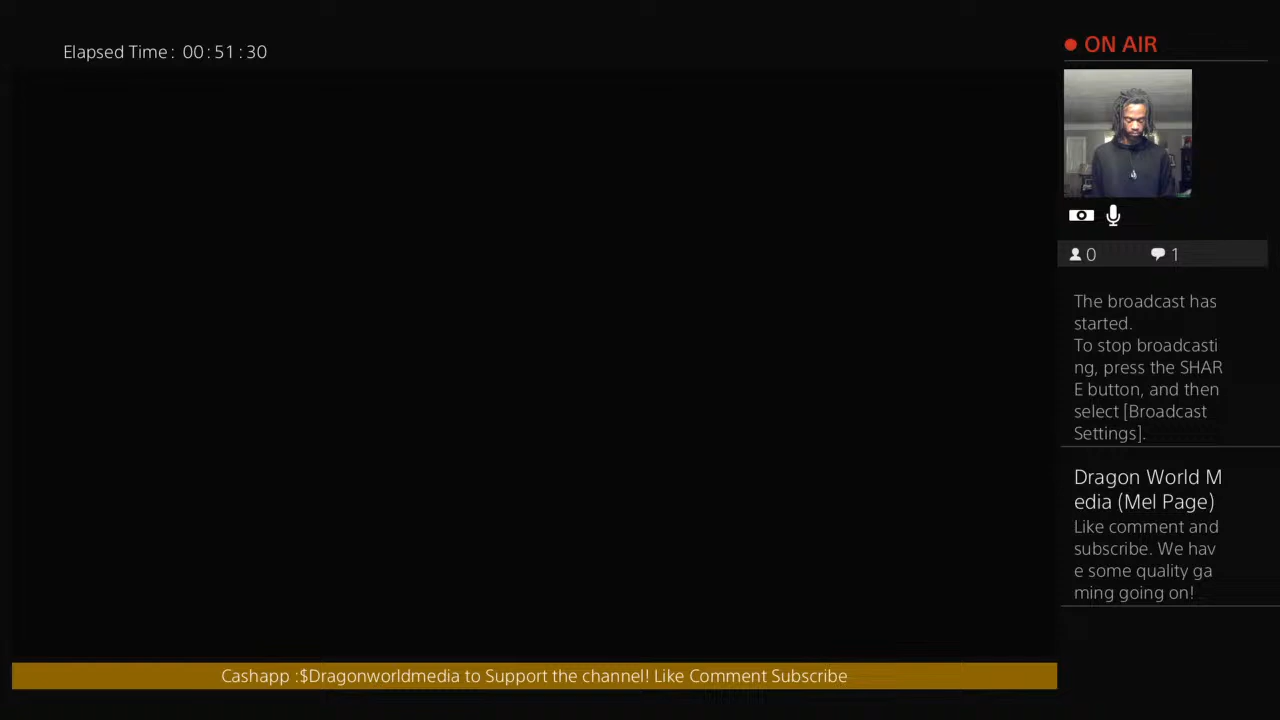 Elapsed Time: 00:51:30
ON AIR
0 1
The broadcast has
started.
To stop broadcasti
ng, press the SHAR
E button, and then
select [Broadcast
Settings].
Dragon World M
edia (Mel Page)
Like comment and
subscribe. We hav
e some quality ga
ming going on!
Cashapp :$Dragonworldmedia to Support the channel! Like Comment Subscribe